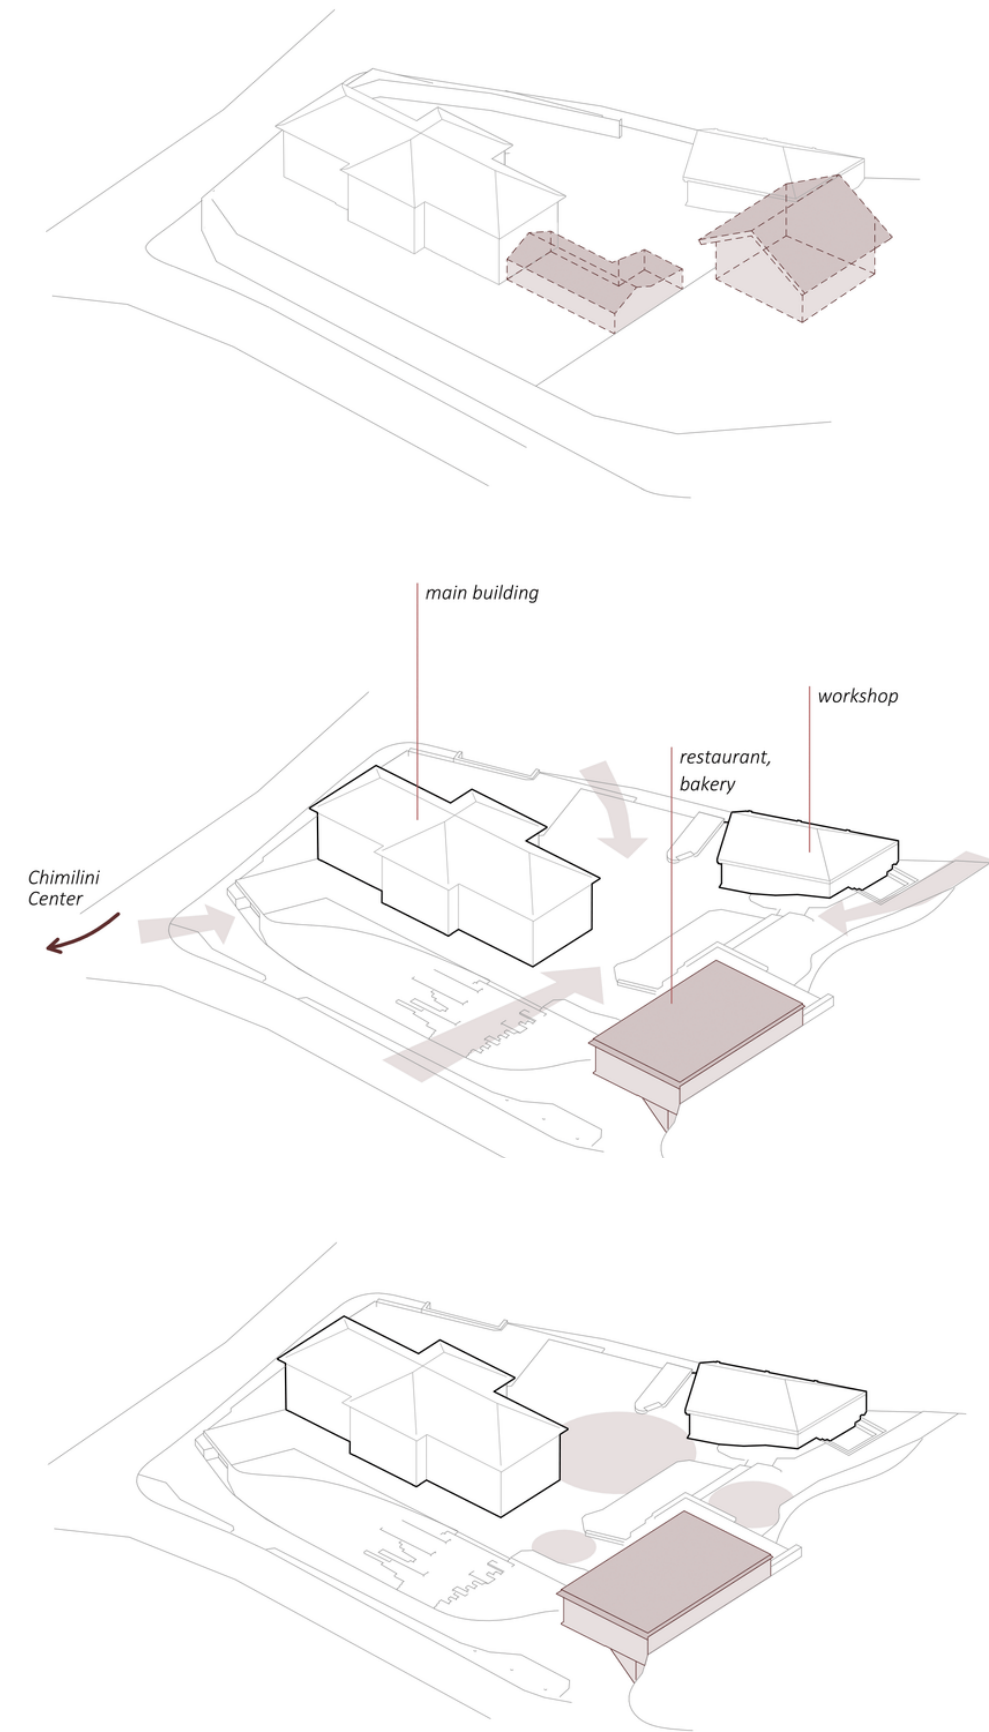 main building
workshop
restaurant,
bakery
Chimilini
Center